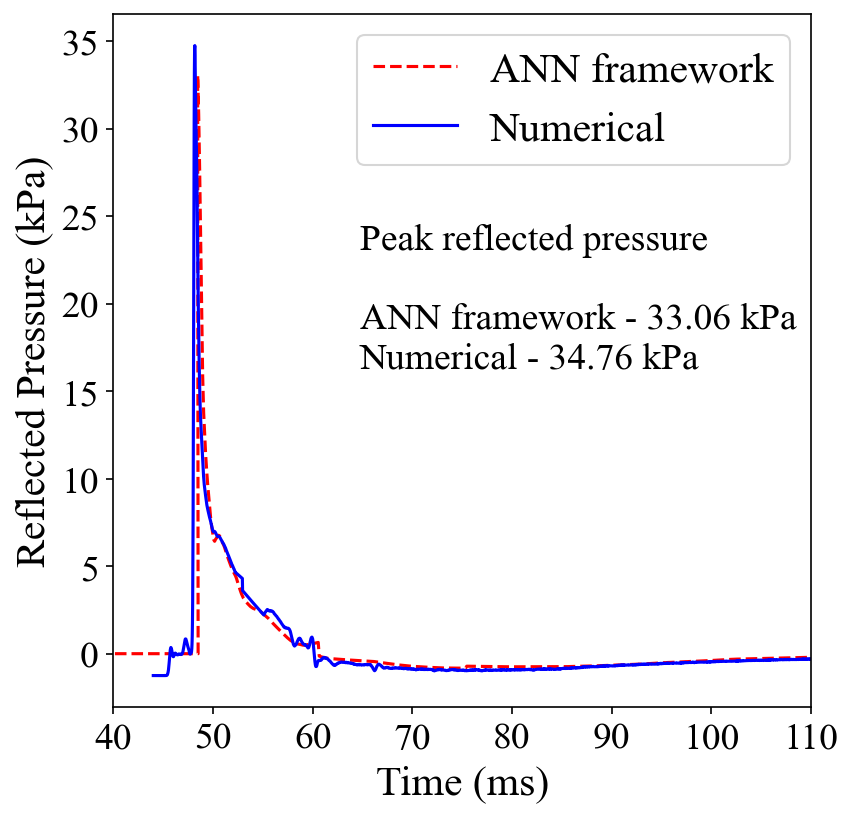 35
30
25
20
15
10
5
0
40
50
60
70
80
90
100
110
Reflected Pressure (kPa)
Time (ms)
ANN framework
Numerical
Peak reflected pressure
ANN framework - 33.06 kPa
Numerical - 34.76 kPa